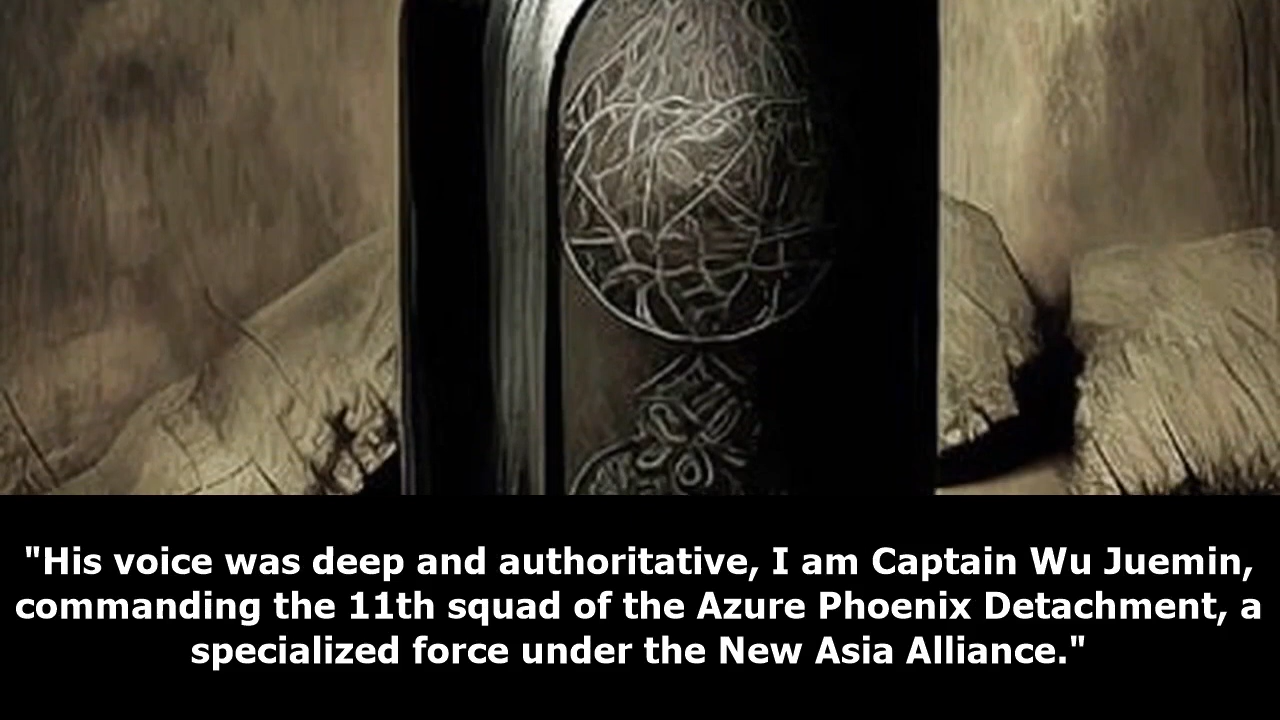 "His voice was deep and authoritative, I am Captain Wu Juemin,
commanding the 11th squad of the Azure Phoenix Detachment, a
specialized force under the New Asia Alliance."